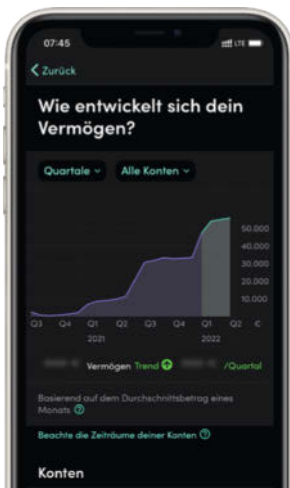 07:45
LTE
Zurück
Wie entwickelt sich dein
Vermögen?
Quartale
Alle Konten
50.000
40.000
30.000
20.000
10.000
Q3 Q4 Q1 Q2 Q3 Q4 Q1 Q2 €
2021 2022
Vermögen Trend /Quartal
Basierend auf dem Durchschnittsbetrag eines
Monats ?
Beachte die Zeiträume deiner Konten ?
Konten